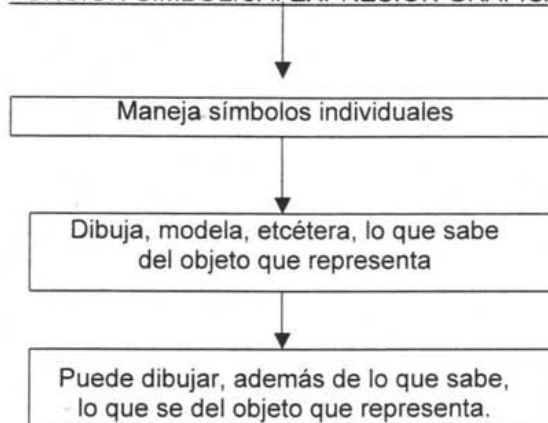 Maneja símbolos individuales
Dibuja, modela, etcétera, lo que sabe
del objeto que representa
Puede dibujar, además de lo que sabe,
lo que se del objeto que representa.